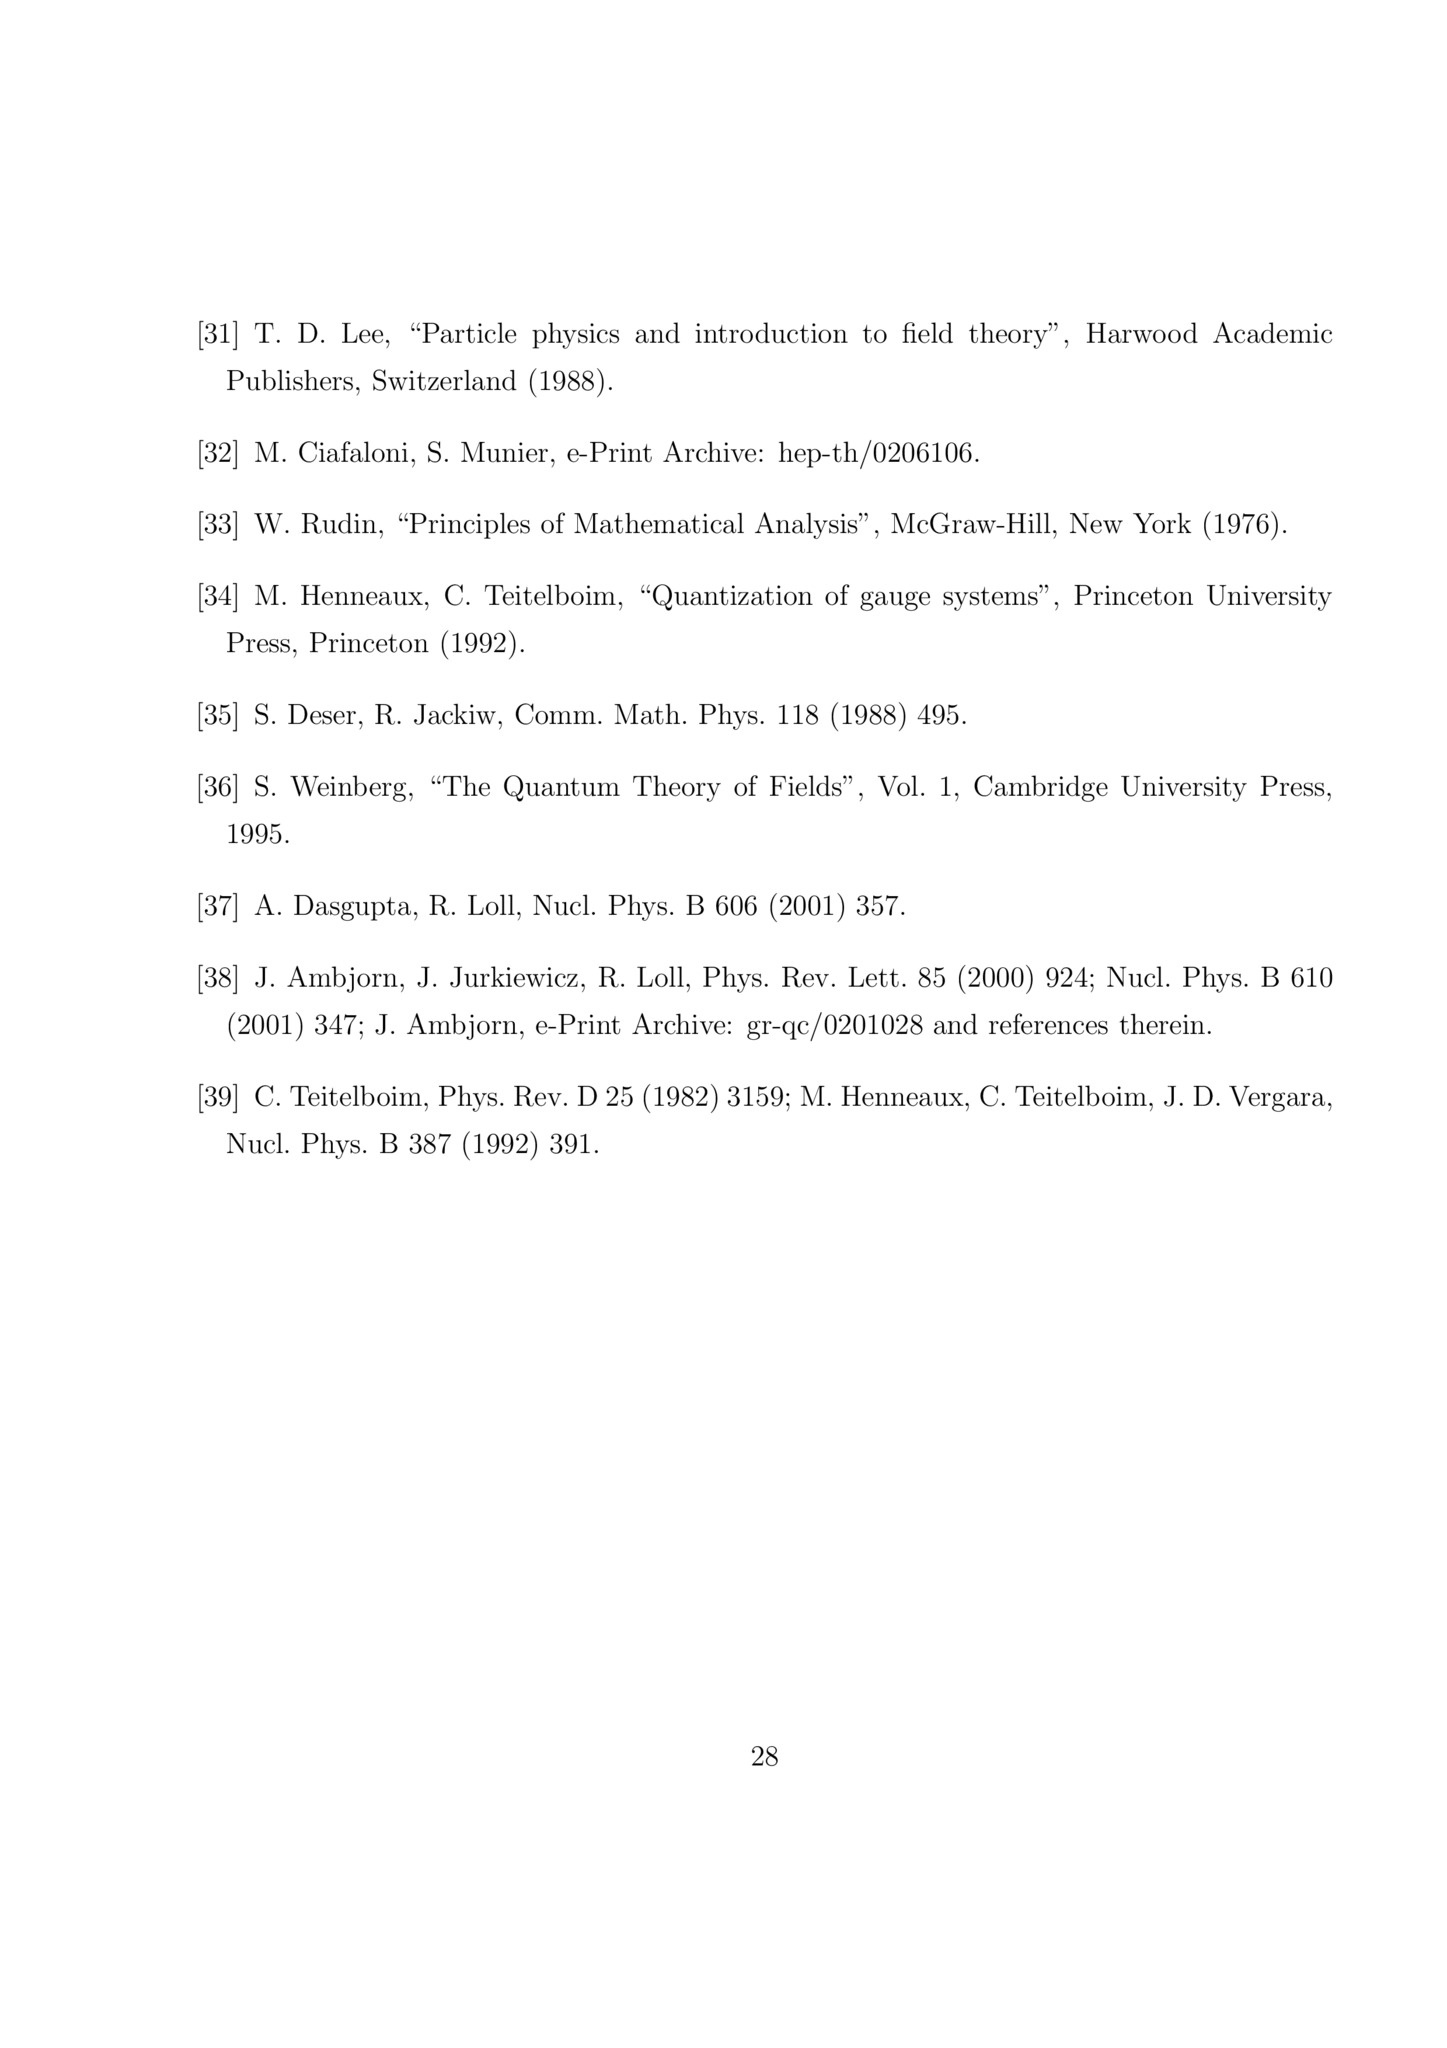 [31] T. D. Lee, “Particle physics and introduction to field theory”, Harwood Academic
Publishers, Switzerland (1988).
[32] M. Ciafaloni, S. Munier, e-Print Archive: hep-th/0206106.
[33] W. Rudin, “Principles of Mathematical Analysis”, McGraw-Hill, New York (1976).
[34] M. Henneaux, C. Teitelboim, “Quantization of gauge systems”, Princeton University
Press, Princeton (1992).
[35] S. Deser, R. Jackiw, Comm. Math. Phys. 118 (1988) 495.
[36] S. Weinberg, “The Quantum Theory of Fields”, Vol. 1, Cambridge University Press,
1995.
[37] A. Dasgupta, R. Loll, Nucl. Phys. B 606 (2001) 357.
[38] J. Ambjorn, J. Jurkiewicz, R. Loll, Phys. Rev. Lett. 85 (2000) 924; Nucl. Phys. B 610
(2001) 347; J. Ambjorn, e-Print Archive: gr-qc/0201028 and references therein.
[39] C. Teitelboim, Phys. Rev. D 25 (1982) 3159; M. Henneaux, C. Teitelboim, J. D. Vergara,
Nucl. Phys. B 387 (1992) 391.
28